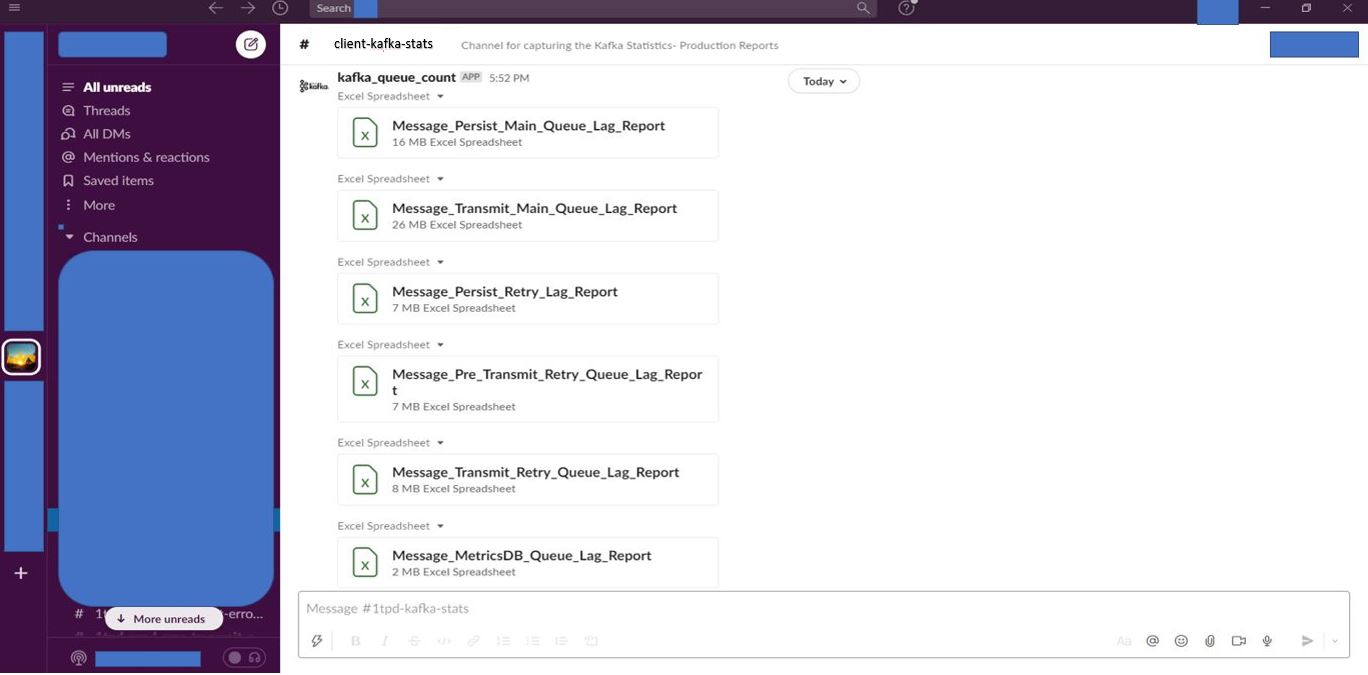 Search
# client-kafka-stats Channel for capturing the Kafka Statistics- Production Reports
All unreads
Threads
All DMs
Mentions & reactions
Saved items
More
Channels
# 1t
-erro...
More unreads
kafka
kafka_queue_count APP 5:52 PM
Today
Excel Spreadsheet
Message_Persist_Main_Queue_Lag_Report
16 MB Excel Spreadsheet
Excel Spreadsheet
Message_Transmit_Main_Queue_Lag_Report
26 MB Excel Spreadsheet
Excel Spreadsheet
Message_Persist_Retry_Lag_Report
7 MB Excel Spreadsheet
Excel Spreadsheet
Message_Pre_Transmit_Retry_Queue_Lag_Repor
t
7 MB Excel Spreadsheet
Excel Spreadsheet
Message_Transmit_Retry_Queue_Lag_Report
8 MB Excel Spreadsheet
Excel Spreadsheet
Message_MetricsDB_Queue_Lag_Report
2 MB Excel Spreadsheet
Message #1tpd-kafka-stats
B I S Aa